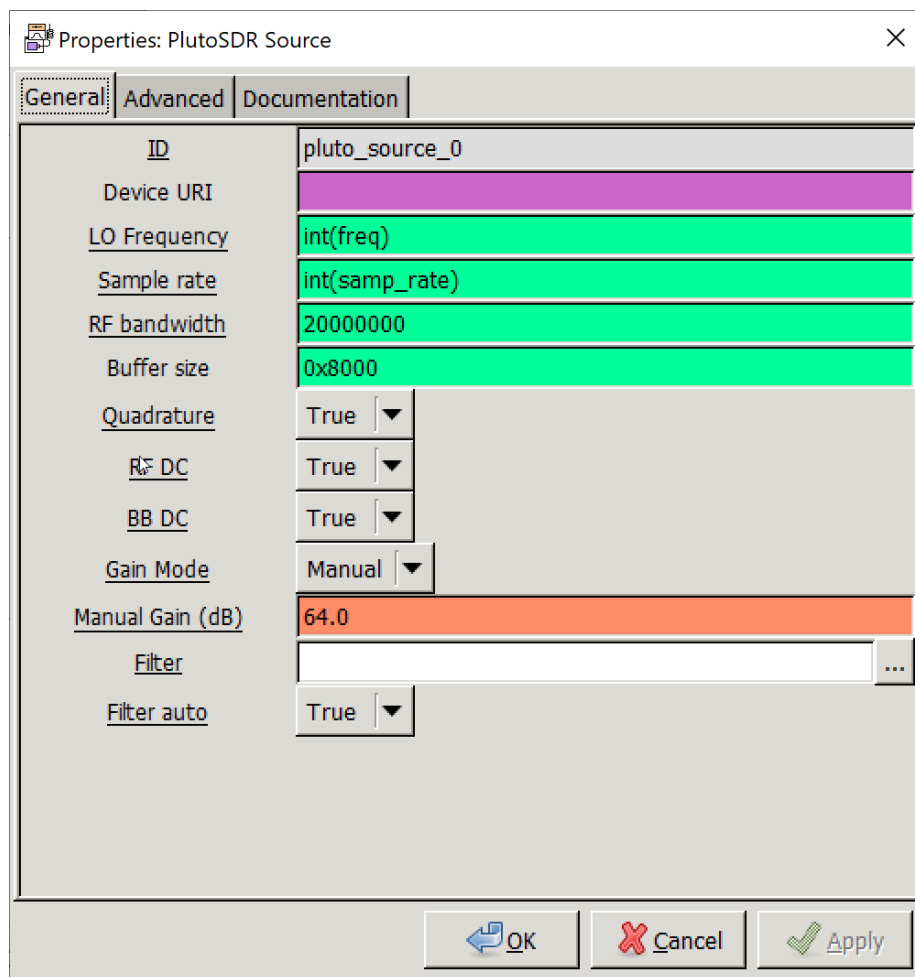 Properties: PlutoSDR Source
General Advanced Documentation
ID pluto_source_0
Device URI
LO Frequency int(freq)
Sample rate int(samp_rate)
RF bandwidth 20000000
Buffer size 0x8000
Quadrature True
RF DC True
BB DC True
Gain Mode Manual
Manual Gain (dB) 64.0
Filter ...
Filter auto True
OK Cancel Apply